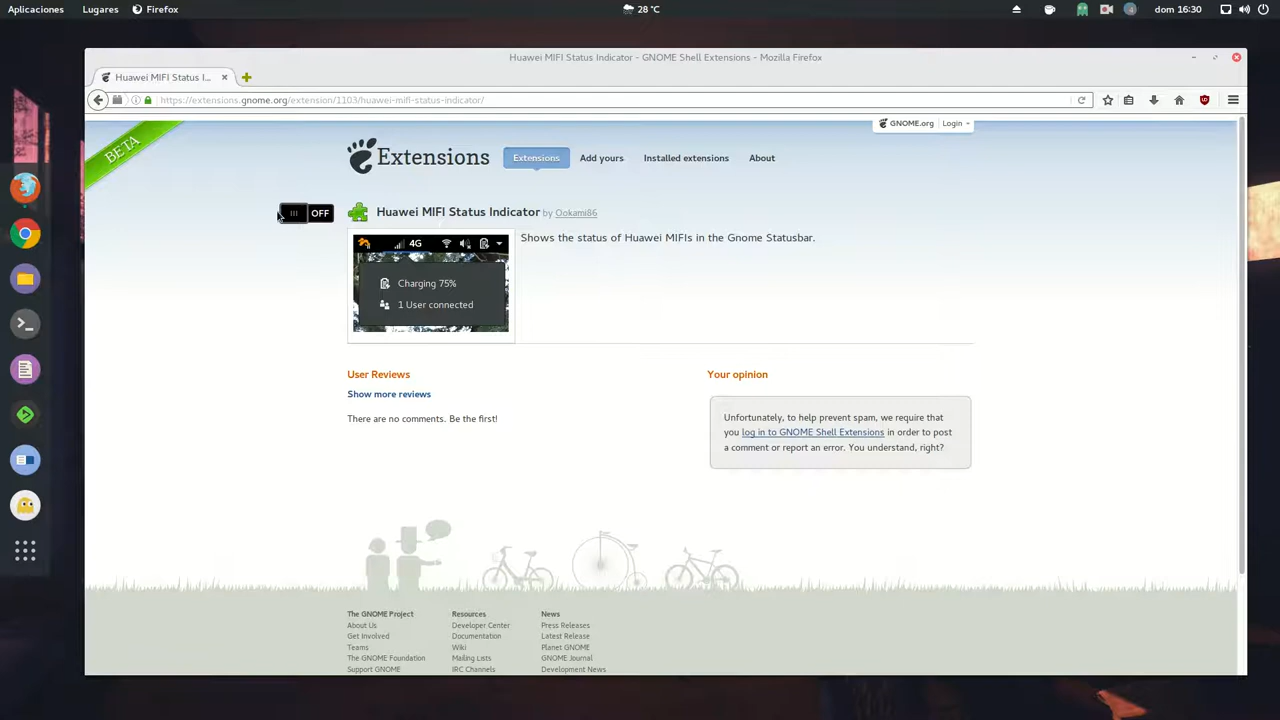 Aplicaciones Lugares Firefox 28 °C dom 16:30
Huawei MIFI Status Indicator - GNOME Shell Extensions - Mozilla Firefox
Huawei MIFI Status I...
https://extensions.gnome.org/extension/1103/huawei-mifi-status-indicator/
GNOME.org Login
BETA
Extensions Extensions Add yours Installed extensions About
OFF Huawei MIFI Status Indicator by Ookami86
4G
Charging 75%
1 User connected
Shows the status of Huawei MIFIs in the Gnome Statusbar.
User Reviews
Show more reviews
There are no comments. Be the first!
Your opinion
Unfortunately, to help prevent spam, we require that
you log in to GNOME Shell Extensions in order to post
a comment or report an error. You understand, right?
The GNOME Project
About Us
Get Involved
Teams
The GNOME Foundation
Support GNOME
Resources
Developer Center
Documentation
Wiki
Mailing Lists
IRC Channels
News
Press Releases
Latest Release
Planet GNOME
GNOME Journal
Development News